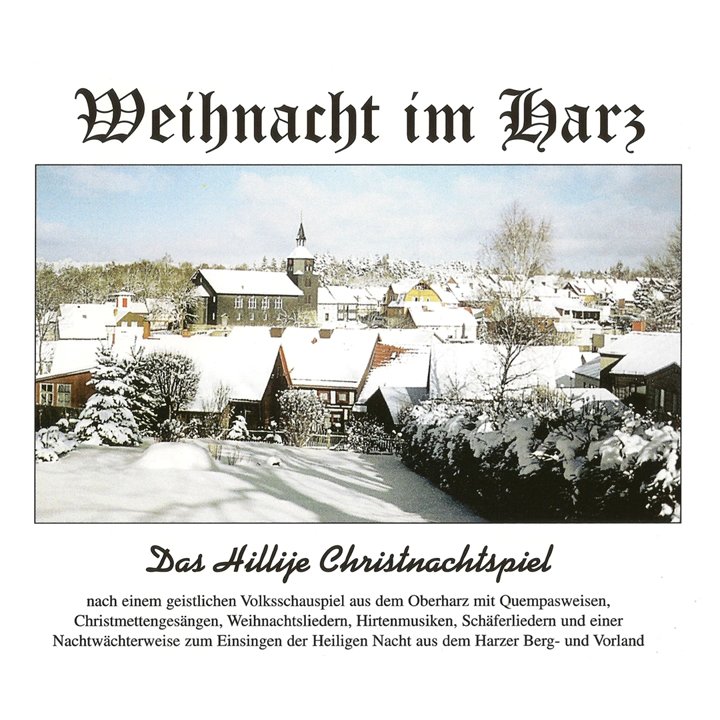 Weihnacht im Harz
Das Hillije Christnachtspiel
nach einem geistlichen Volksschauspiel aus dem Oberharz mit Quempasweisen,
Christmettengesängen, Weihnachtsliedern, Hirtenmusiken, Schäferliedern und einer
Nachtwächterweise zum Einsingen der Heiligen Nacht aus dem Harzer Berg- und Vorland